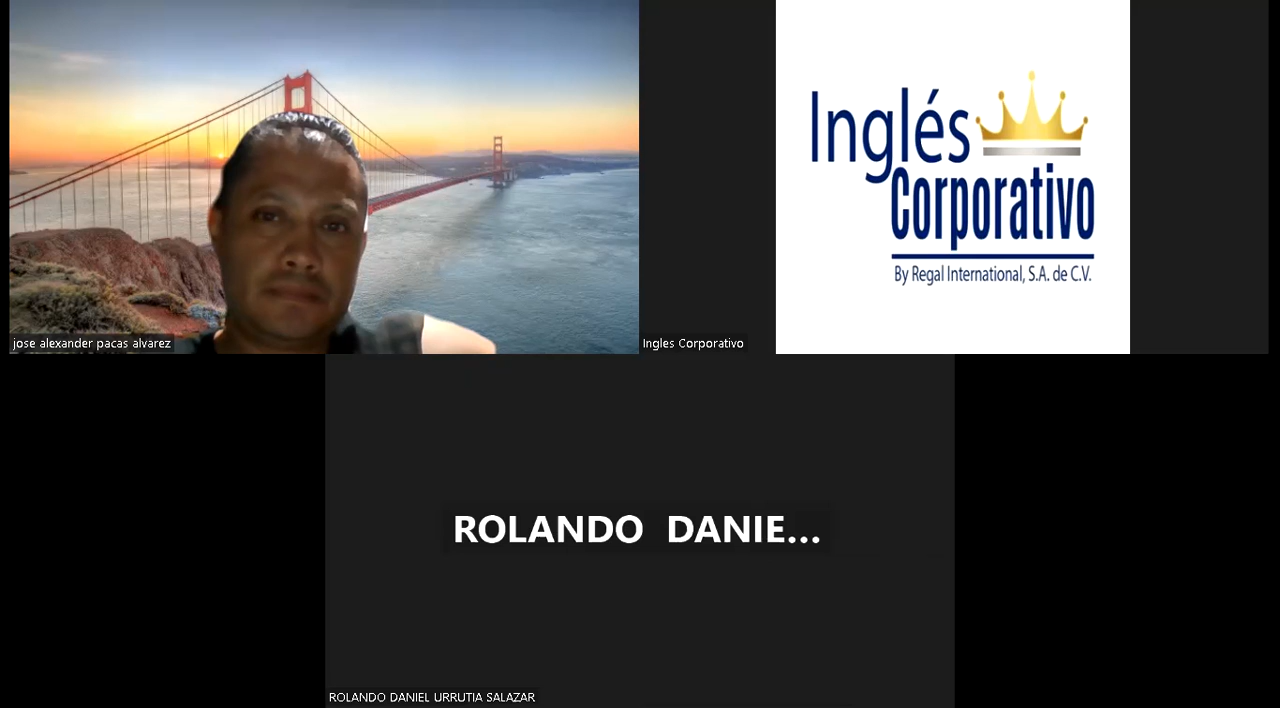 jose alexander pacas alvarez
Inglés
Corporativo
By Regal International, S.A. de C.V.
Ingles Corporativo
ROLANDO DANIE...
ROLANDO DANIEL URRUTIA SALAZAR